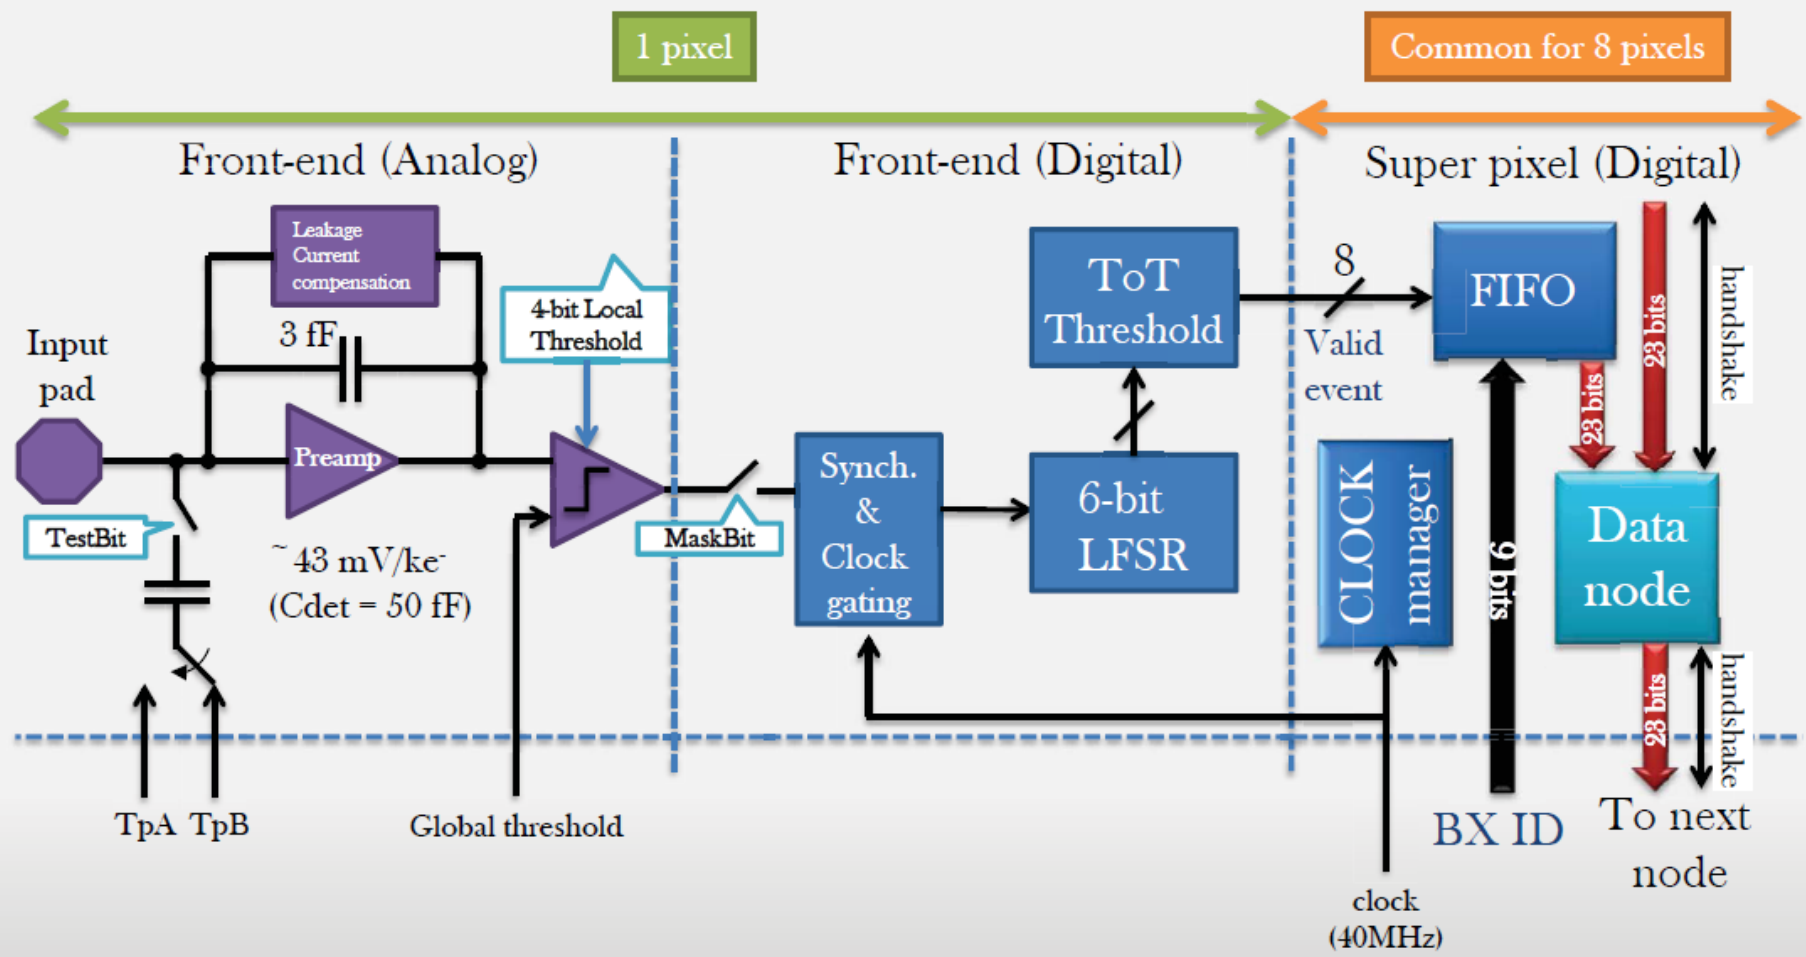 1 pixel
Common for 8 pixels
Front-end (Analog)
Front-end (Digital)
Super pixel (Digital)
Leakage
Current
compensation
3 fF
4-bit Local
Threshold
Input
pad
Preamp
TestBit
~43 mV/ke-
(Cdet = 50 fF)
MaskBit
TpA
TpB
Global threshold
Synch.
&
Clock
gating
6-bit
LFSR
ToT
Threshold
8
Valid
event
FIFO
23 bits
23 bits
handshake
CLOCK
manager
9 bits
Data
node
23 bits
handshake
BX ID
To next
node
clock
(40MHz)